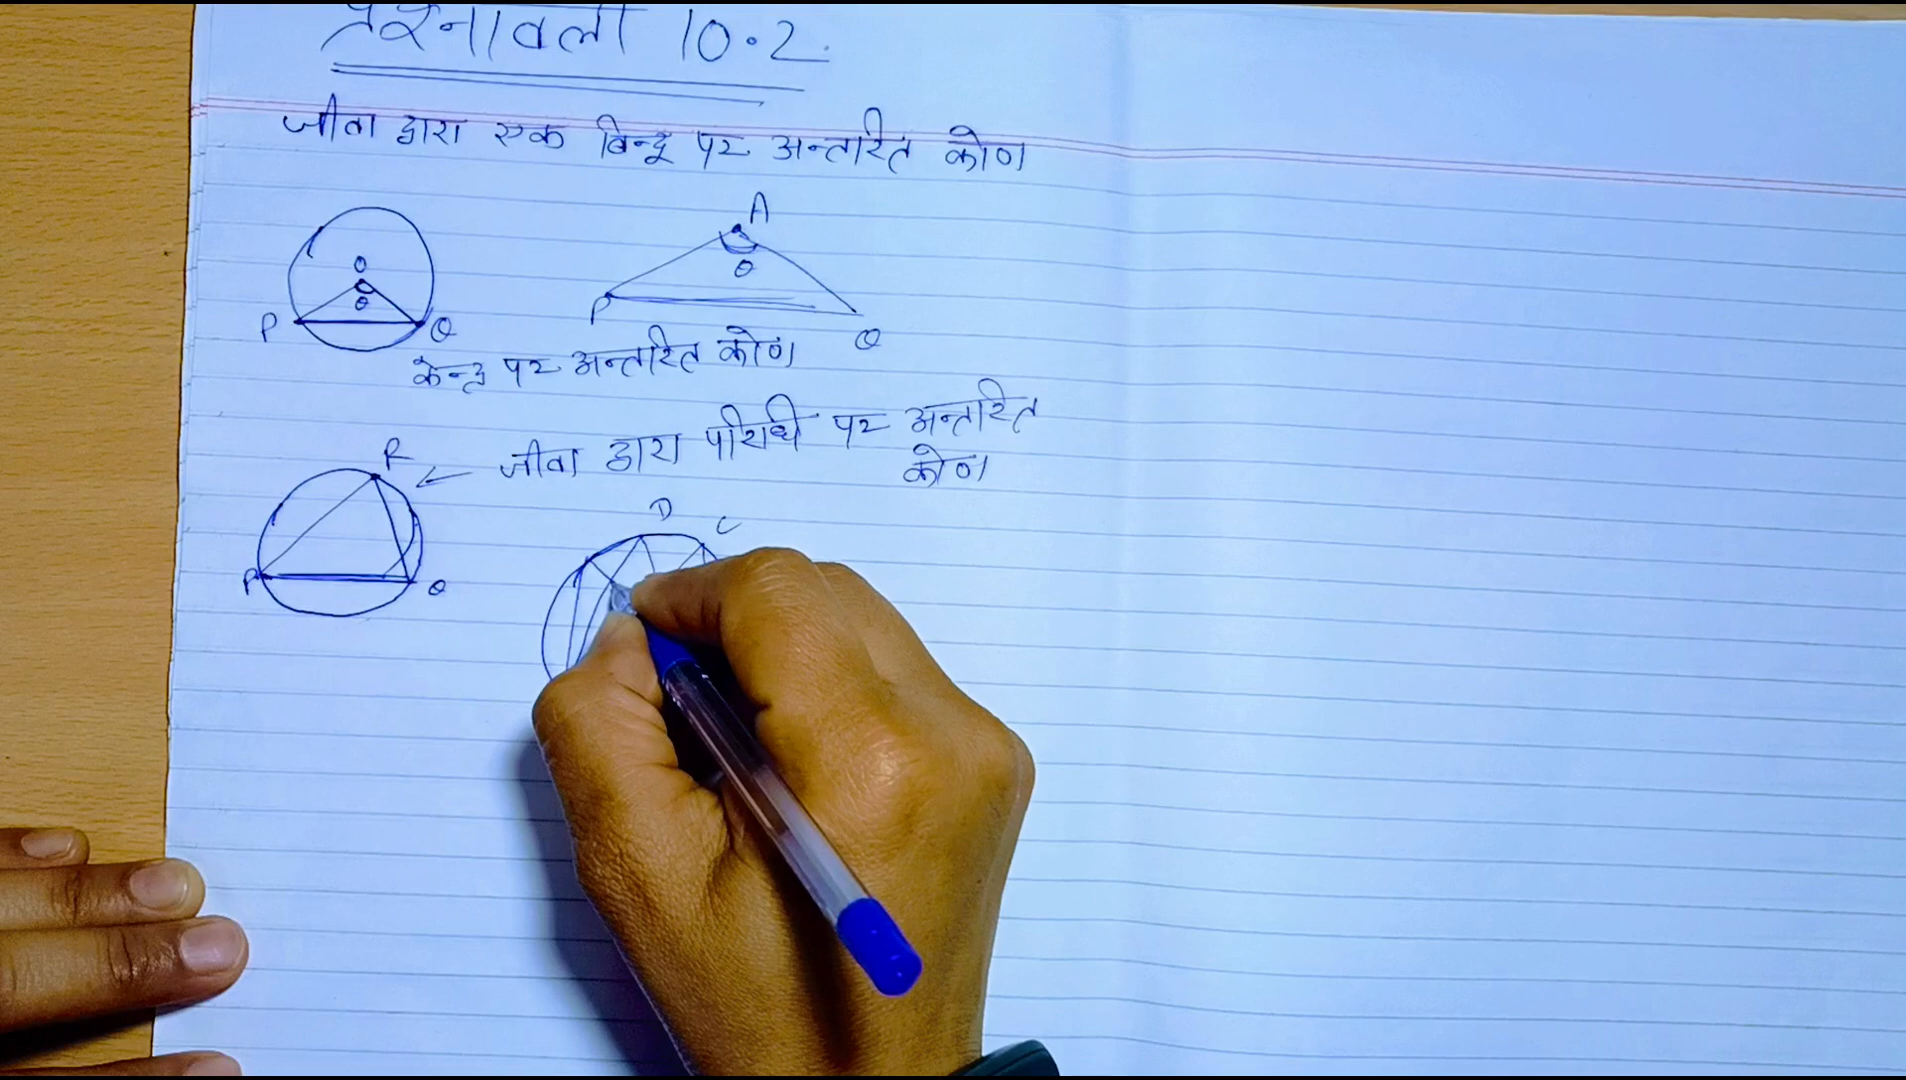 प्रश्नावली 10.2.
जीवा द्वारा एक बिन्दू पर अन्तरित कोण
A
O
θ
θ
P
Q
P
Q
केन्द्र पर अन्तरित कोण
R
← जीवा द्वारा परिधी पर अन्तरित
कोण
D
C
P
Q